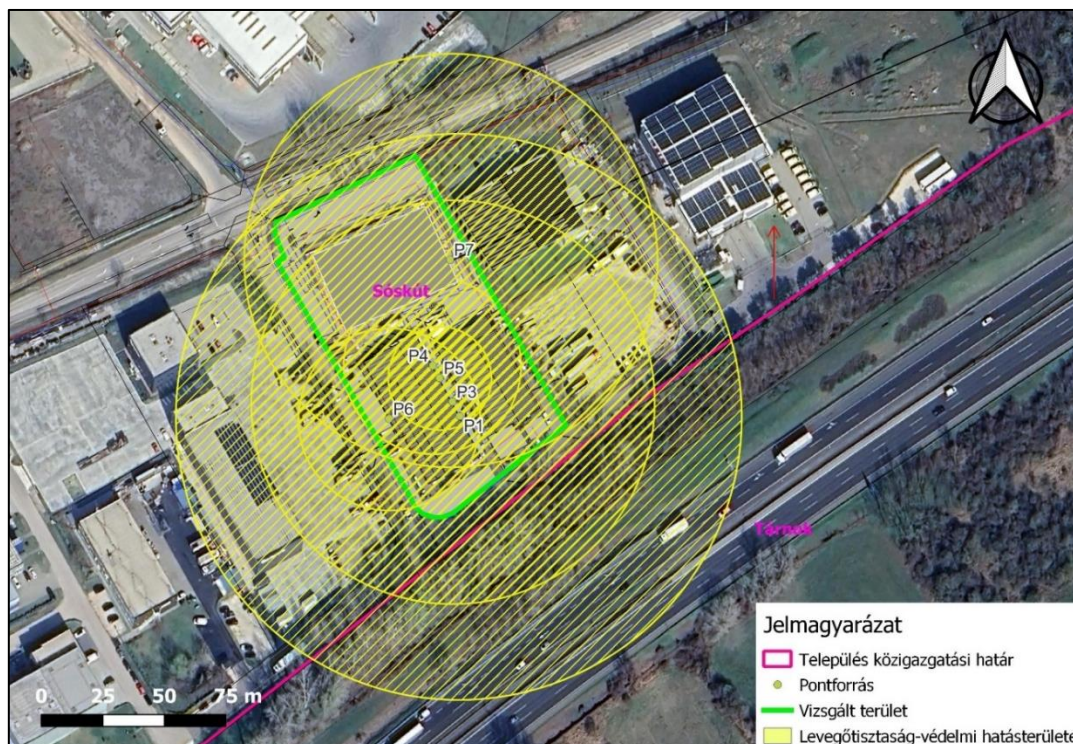 P7
Sóskút
P4
P5
P3
P6
P1
Tárnok
0 25 50 75 m
Jelmagyarázat
Település közigazgatási határ
Pontforrás
Vizsgált terület
Levegőtisztaság-védelmi hatásterülete